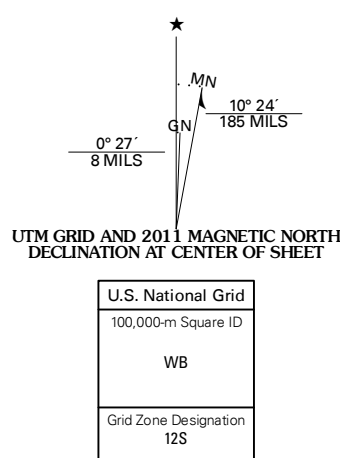 ★
MN
10° 24´
185 MILS
GN
0° 27´
8 MILS
UTM GRID AND 2011 MAGNETIC NORTH
DECLINATION AT CENTER OF SHEET
U.S. National Grid
100,000-m Square ID
WB
Grid Zone Designation
12S